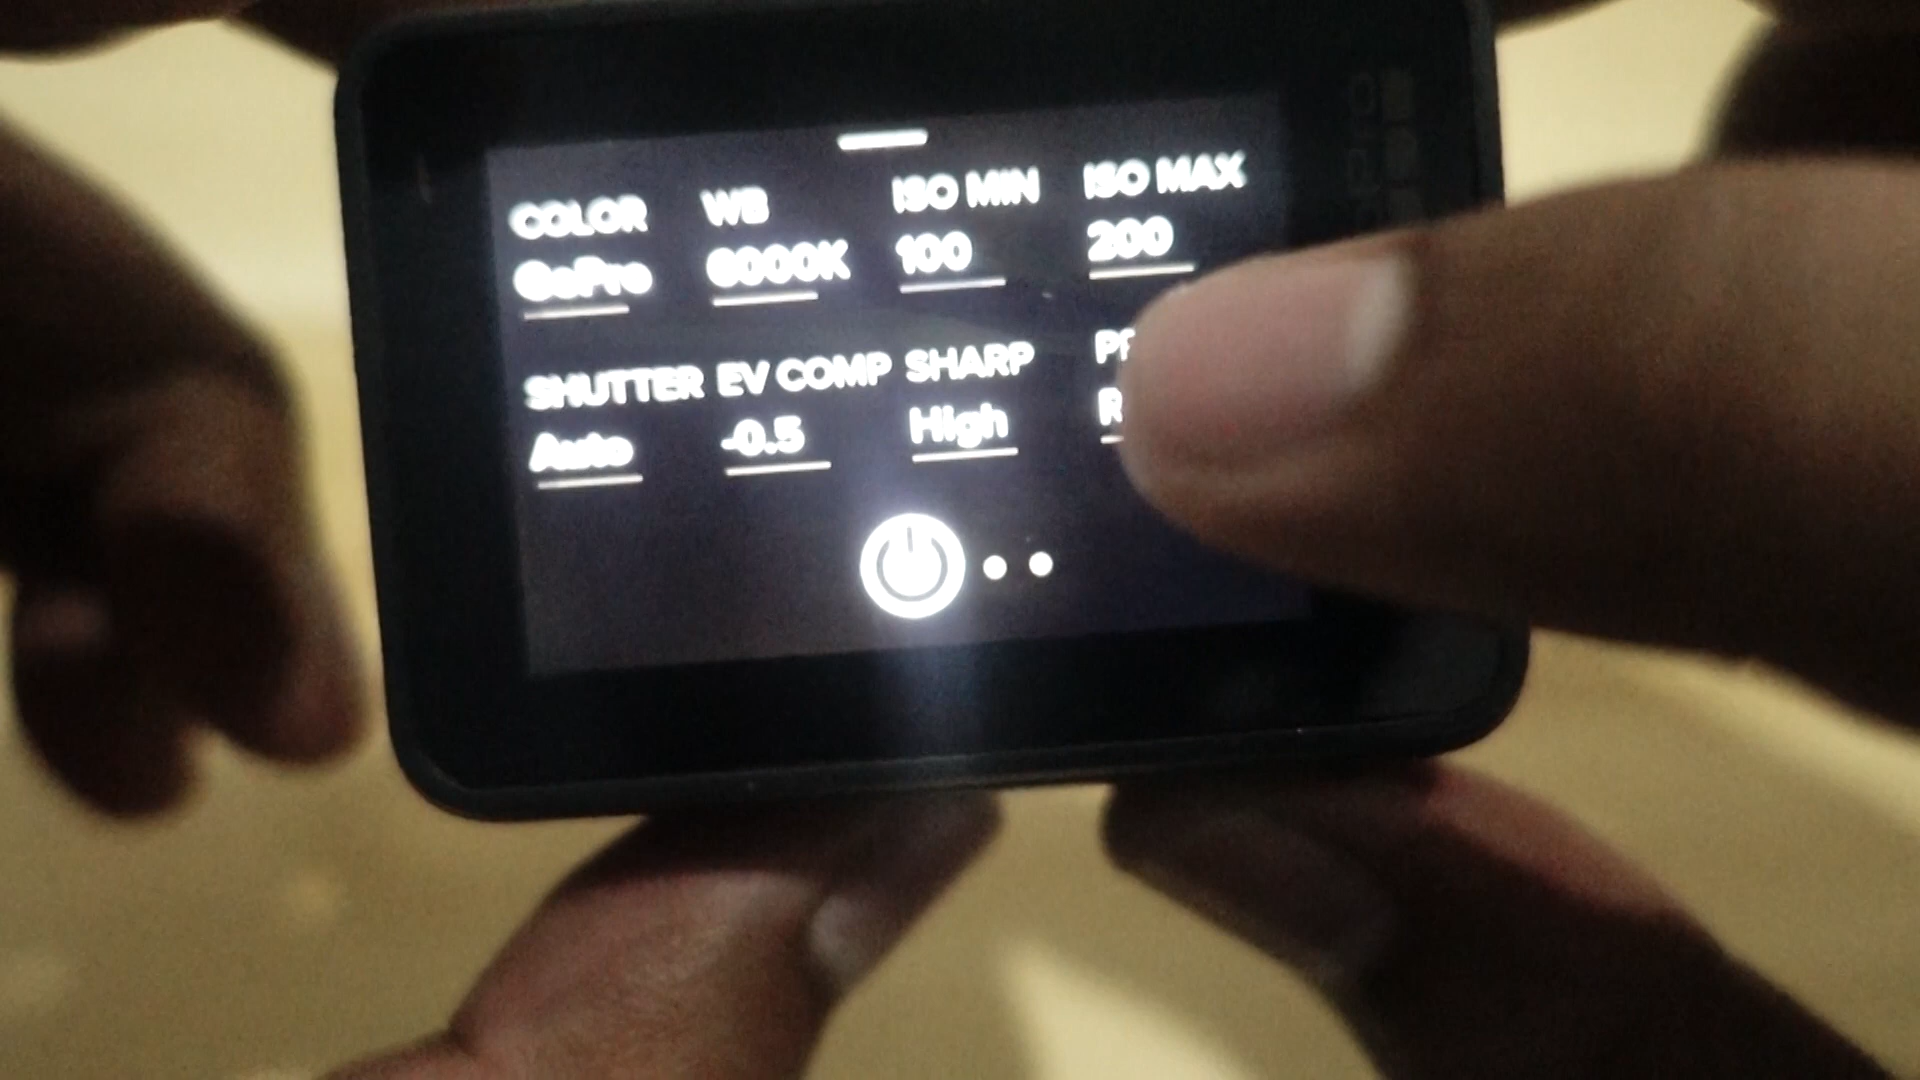 COLOR WB ISO MIN ISO MAX
GoPro 6000K 100 200
SHUTTER EV COMP SHARP
Auto -0.5 High